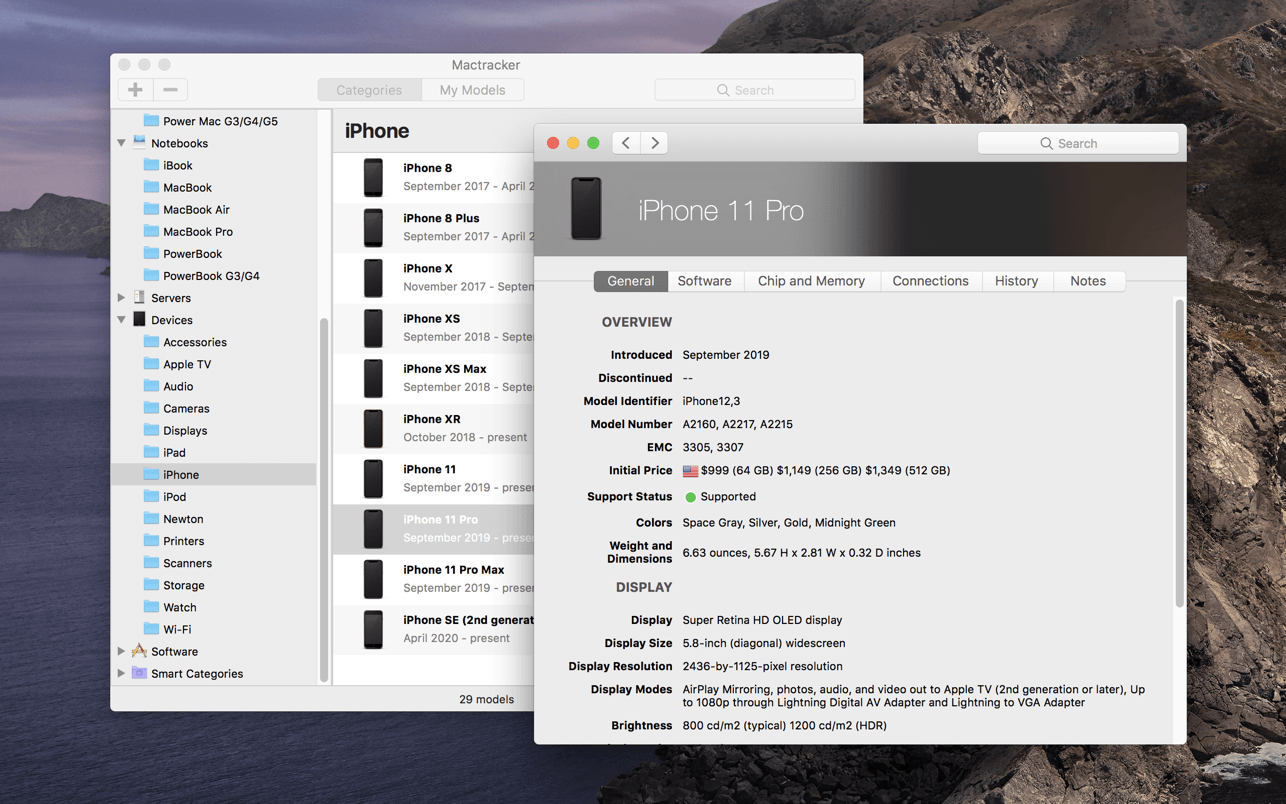 Mactracker
Categories
My Models
Search
Power Mac G3/G4/G5
Notebooks
iBook
MacBook
MacBook Air
MacBook Pro
PowerBook
PowerBook G3/G4
Servers
Devices
Accessories
Apple TV
Audio
Cameras
Displays
iPad
iPhone
iPod
Newton
Printers
Scanners
Storage
Watch
Wi-Fi
Software
Smart Categories
iPhone
iPhone 8
September 2017 - April 2
iPhone 8 Plus
September 2017 - April 2
iPhone X
November 2017 - Septen
iPhone XS
September 2018 - Septe
iPhone XS Max
September 2018 - Septe
iPhone XR
October 2018 - present
iPhone 11
September 2019 - preser
iPhone 11 Pro
September 2019 - preser
iPhone 11 Pro Max
September 2019 - preser
iPhone SE (2nd generat
April 2020 - present
29 models
Search
iPhone 11 Pro
General
Software
Chip and Memory
Connections
History
Notes
OVERVIEW
Introduced September 2019
Discontinued --
Model Identifier iPhone12,3
Model Number A2160, A2217, A2215
EMC 3305, 3307
Initial Price $999 (64 GB) $1,149 (256 GB) $1,349 (512 GB)
Support Status Supported
Colors Space Gray, Silver, Gold, Midnight Green
Weight and
Dimensions 6.63 ounces, 5.67 H x 2.81 W x 0.32 D inches
DISPLAY
Display Super Retina HD OLED display
Display Size 5.8-inch (diagonal) widescreen
Display Resolution 2436-by-1125-pixel resolution
Display Modes AirPlay Mirroring, photos, audio, and video out to Apple TV (2nd generation or later), Up
to 1080p through Lightning Digital AV Adapter and Lightning to VGA Adapter
Brightness 800 cd/m2 (typical) 1200 cd/m2 (HDR)